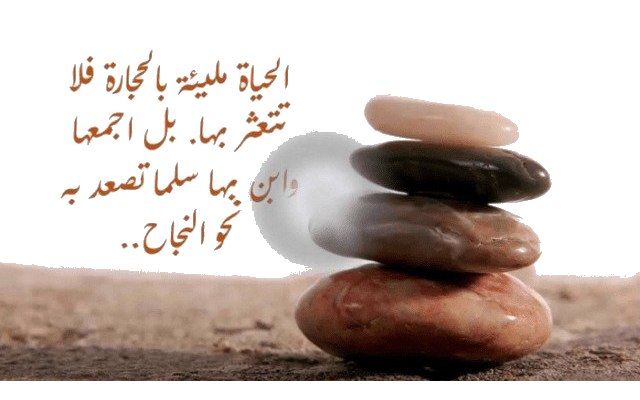 الحياة مليئة بالحجارة فلا
تتعثر بها. بل اجمعها
وابن بها سلما تصعد به
نحو النجاح..